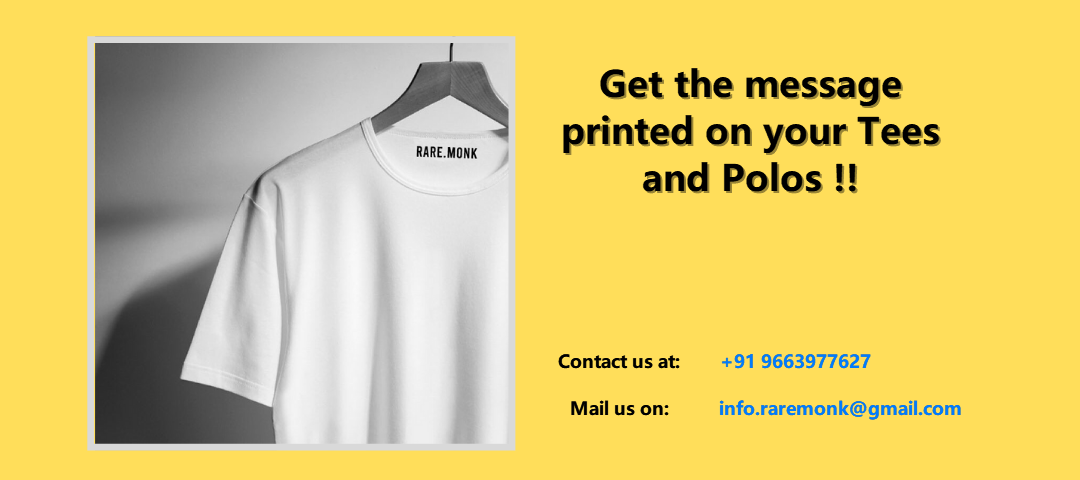 RARE.MONK
Get the message
printed on your Tees
and Polos !!
Contact us at: +91 9663977627
Mail us on: info.raremonk@gmail.com